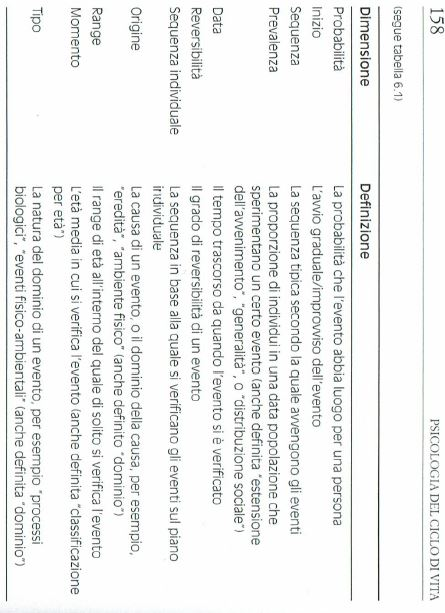 158
PSICOLOGIA DEL CICLO DI VITA
(segue tabella 6.1)
Dimensione Definizione
Probabilità La probabilità che l'evento abbia luogo per una persona
Inizio L'avvio graduale/improvviso dell'evento
Sequenza La sequenza tipica secondo la quale avvengono gli eventi
Prevalenza La proporzione di individui in una data popolazione che
sperimentano un certo evento (anche definita "estensione
dell'avvenimento", "generalità", o "distribuzione sociale")
Data Il tempo trascorso da quando l'evento si è verificato
Reversibilità Il grado di reversibilità di un evento
Sequenza individuale La sequenza in base alla quale si verificano gli eventi sul piano
individuale
Origine La causa di un evento, o il dominio della causa, per esempio,
"eredità", "ambiente fisico" (anche definito "dominio")
Range Il range di età all'interno del quale di solito si verifica l'evento
Momento L'età media in cui si verifica l'evento (anche definita "classificazione
per età")
Tipo La natura del dominio di un evento, per esempio "processi
biologici", "eventi fisico-ambientali" (anche definita "dominio")